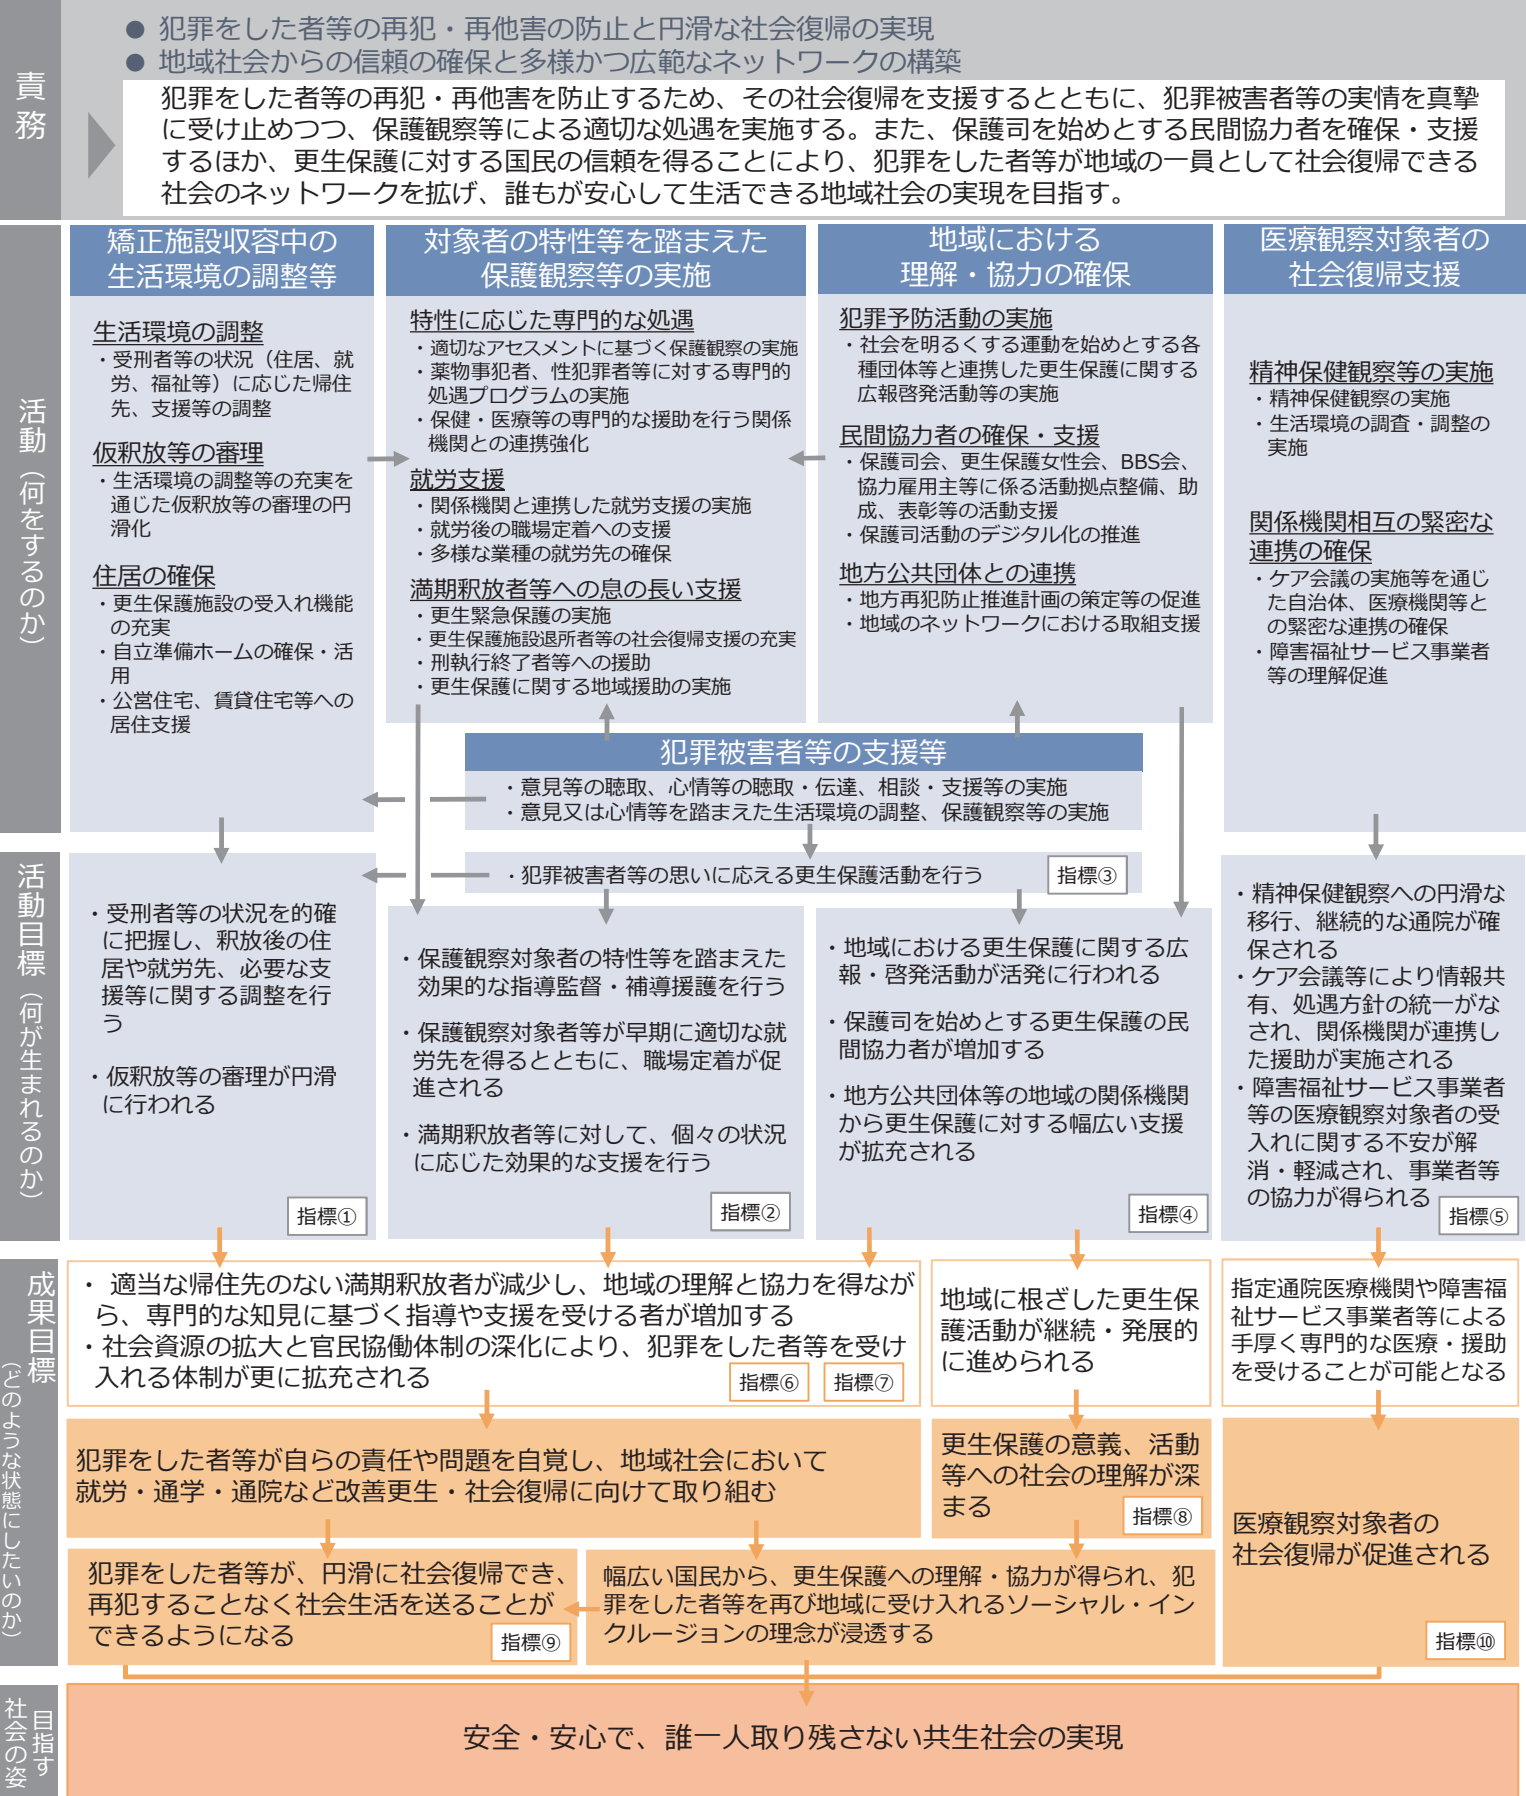 責務
● 犯罪をした者等の再犯・再他害の防止と円滑な社会復帰の実現
● 地域社会からの信頼の確保と多様かつ広範なネットワークの構築
犯罪をした者等の再犯・再他害を防止するため、その社会復帰を支援するとともに、犯罪被害者等の実情を真摯
に受け止めつつ、保護観察等による適切な処遇を実施する。また、保護司を始めとする民間協力者を確保・支援
するほか、更生保護に対する国民の信頼を得ることにより、犯罪をした者等が地域の一員として社会復帰できる
社会のネットワークを拡げ、誰もが安心して生活できる地域社会の実現を目指す。
活動（何をするのか）
矯正施設収容中の
生活環境の調整等
生活環境の調整
・受刑者等の状況（住居、就
労、福祉等）に応じた帰住
先、支援等の調整
仮釈放等の審理
・生活環境の調整等の充実を
通じた仮釈放等の審理の円
滑化
住居の確保
・更生保護施設の受入れ機能
の充実
・自立準備ホームの確保・活
用
・公営住宅、賃貸住宅等への
居住支援
対象者の特性等を踏まえた
保護観察等の実施
特性に応じた専門的な処遇
・適切なアセスメントに基づく保護観察の実施
・薬物事犯者、性犯罪者等に対する専門的
処遇プログラムの実施
・保健・医療等の専門的な援助を行う関係
機関との連携強化
就労支援
・関係機関と連携した就労支援の実施
・就労後の職場定着への支援
・多様な業種の就労先の確保
満期釈放者等への息の長い支援
・更生緊急保護の実施
・更生保護施設退所者等の社会復帰支援の充実
・刑執行終了者等への援助
・更生保護に関する地域援助の実施
地域における
理解・協力の確保
犯罪予防活動の実施
・社会を明るくする運動を始めとする各
種団体等と連携した更生保護に関する
広報啓発活動等の実施
民間協力者の確保・支援
・保護司会、更生保護女性会、BBS会、
協力雇用主等に係る活動拠点整備、助
成、表彰等の活動支援
・保護司活動のデジタル化の推進
地方公共団体との連携
・地方再犯防止推進計画の策定等の促進
・地域のネットワークにおける取組支援
医療観察対象者の
社会復帰支援
精神保健観察等の実施
・精神保健観察の実施
・生活環境の調査・調整の
実施
関係機関相互の緊密な
連携の確保
・ケア会議の実施等を通じ
た自治体、医療機関等と
の緊密な連携の確保
・障害福祉サービス事業者
等の理解促進
犯罪被害者等の支援等
・意見等の聴取、心情等の聴取・伝達、相談・支援等の実施
・意見又は心情等を踏まえた生活環境の調整、保護観察等の実施
活動目標（何が生まれるのか）
・犯罪被害者等の思いに応える更生保護活動を行う
指標③
・受刑者等の状況を的確
に把握し、釈放後の住
居や就労先、必要な支
援等に関する調整を行
う
・仮釈放等の審理が円滑
に行われる
指標①
・保護観察対象者の特性等を踏まえた
効果的な指導監督・補導援護を行う
・保護観察対象者等が早期に適切な就
労先を得るとともに、職場定着が促
進される
・満期釈放者等に対して、個々の状況
に応じた効果的な支援を行う
指標②
・地域における更生保護に関する広
報・啓発活動が活発に行われる
・保護司を始めとする更生保護の民
間協力者が増加する
・地方公共団体等の地域の関係機関
から更生保護に対する幅広い支援
が拡充される
指標④
・精神保健観察への円滑な
移行、継続的な通院が確
保される
・ケア会議等により情報共
有、処遇方針の統一がな
され、関係機関が連携し
た援助が実施される
・障害福祉サービス事業者
等の医療観察対象者の受
入れに関する不安が解
消・軽減され、事業者等
の協力が得られる
指標⑤
成果目標
（どのような状態にしたいのか）
・ 適当な帰住先のない満期釈放者が減少し、地域の理解と協力を得なが
ら、専門的な知見に基づく指導や支援を受ける者が増加する
・社会資源の拡大と官民協働体制の深化により、犯罪をした者等を受け
入れる体制が更に拡充される
指標⑥
指標⑦
地域に根ざした更生保
護活動が継続・発展的
に進められる
指定通院医療機関や障害福
祉サービス事業者等による
手厚く専門的な医療・援助
を受けることが可能となる
犯罪をした者等が自らの責任や問題を自覚し、地域社会において
就労・通学・通院など改善更生・社会復帰に向けて取り組む
更生保護の意義、活動
等への社会の理解が深
まる
指標⑧
医療観察対象者の
社会復帰が促進される
指標⑩
犯罪をした者等が、円滑に社会復帰でき、
再犯することなく社会生活を送ることが
できるようになる
指標⑨
幅広い国民から、更生保護への理解・協力が得られ、犯
罪をした者等を再び地域に受け入れるソーシャル・イン
クルージョンの理念が浸透する
目指す
社会の姿
安全・安心で、誰一人取り残さない共生社会の実現